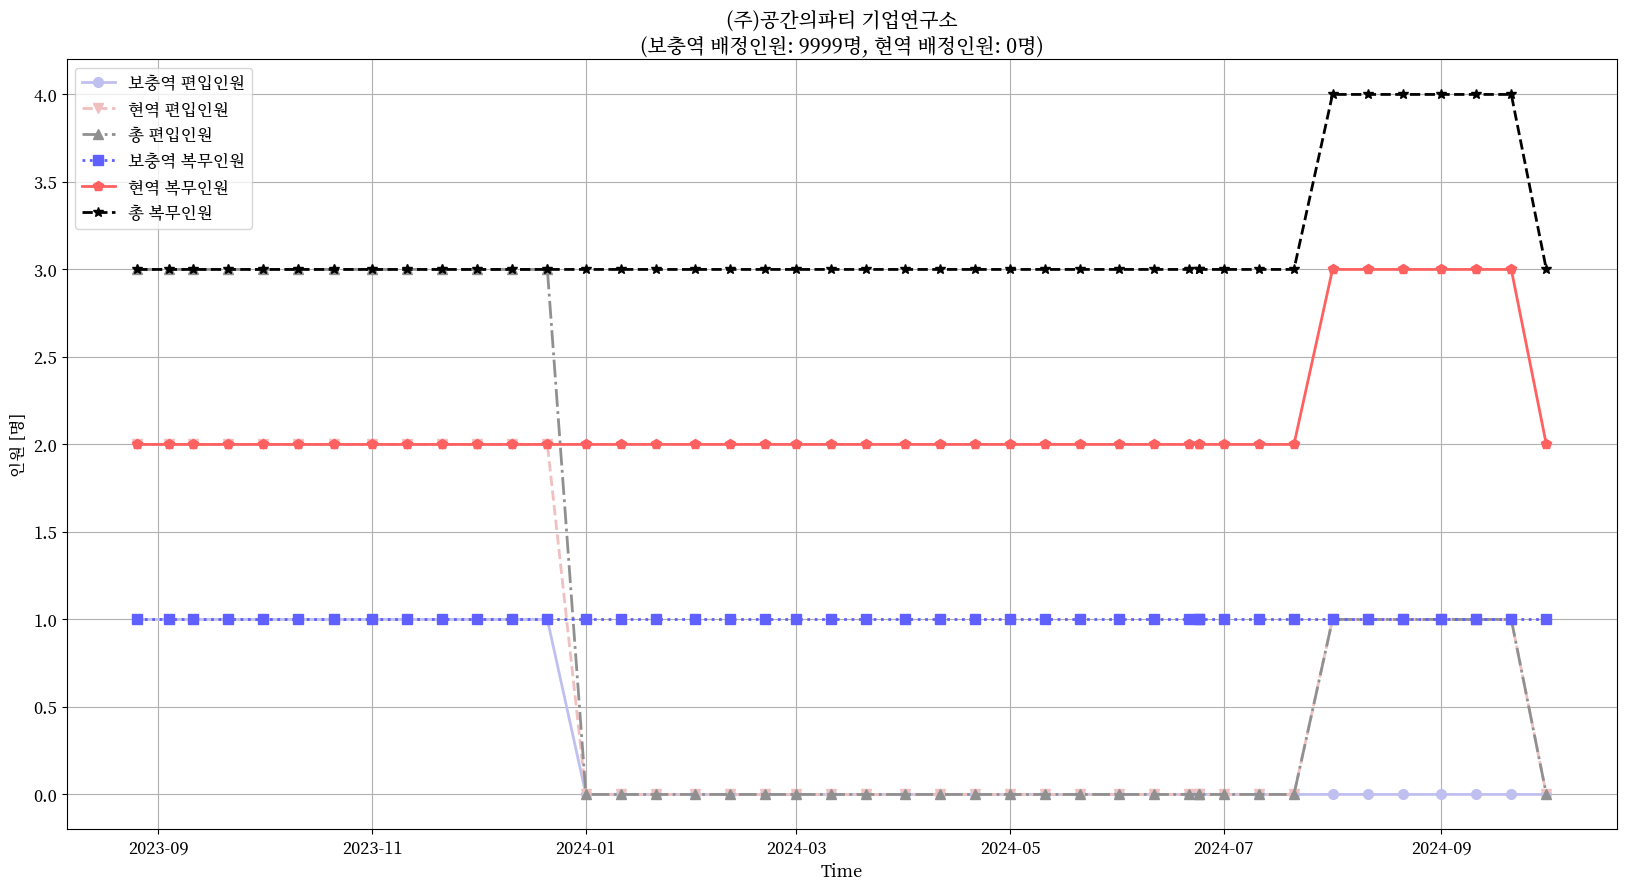 (주)공간의파티 기업연구소
(보충역 배정인원: 9999명, 현역 배정인원: 0명)
보충역 편입인원
현역 편입인원
총 편입인원
보충역 복무인원
현역 복무인원
총 복무인원
4.0
3.5
3.0
2.5
2.0
1.5
1.0
0.5
0.0
인원 [명]
2023-09 2023-11 2024-01 2024-03 2024-05 2024-07 2024-09
Time